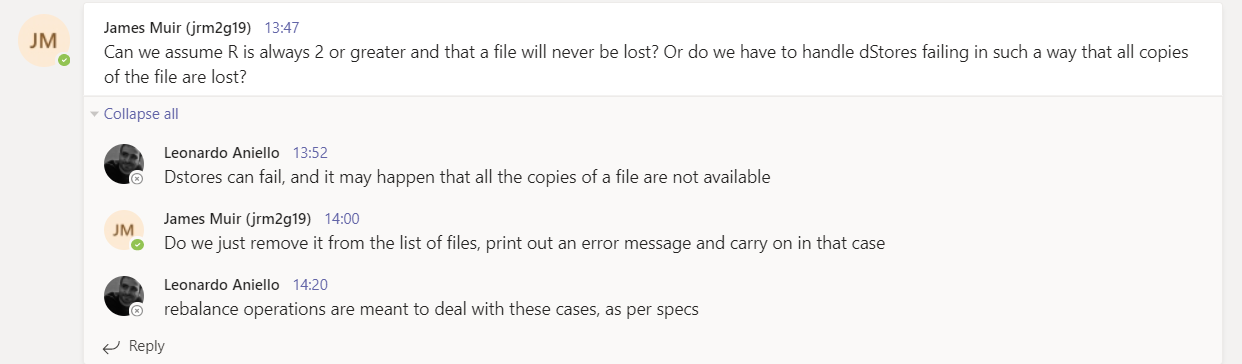 James Muir (jrm2g19) 13:47
JM
Can we assume R is always 2 or greater and that a file will never be lost? Or do we have to handle dStores failing in such a way that all copies
of the file are lost?
Collapse all
Leonardo Aniello 13:52
Dstores can fail, and it may happen that all the copies of a file are not available
James Muir (jrm2g19) 14:00
JM
Do we just remove it from the list of files, print out an error message and carry on in that case
Leonardo Aniello 14:20
rebalance operations are meant to deal with these cases, as per specs
Reply